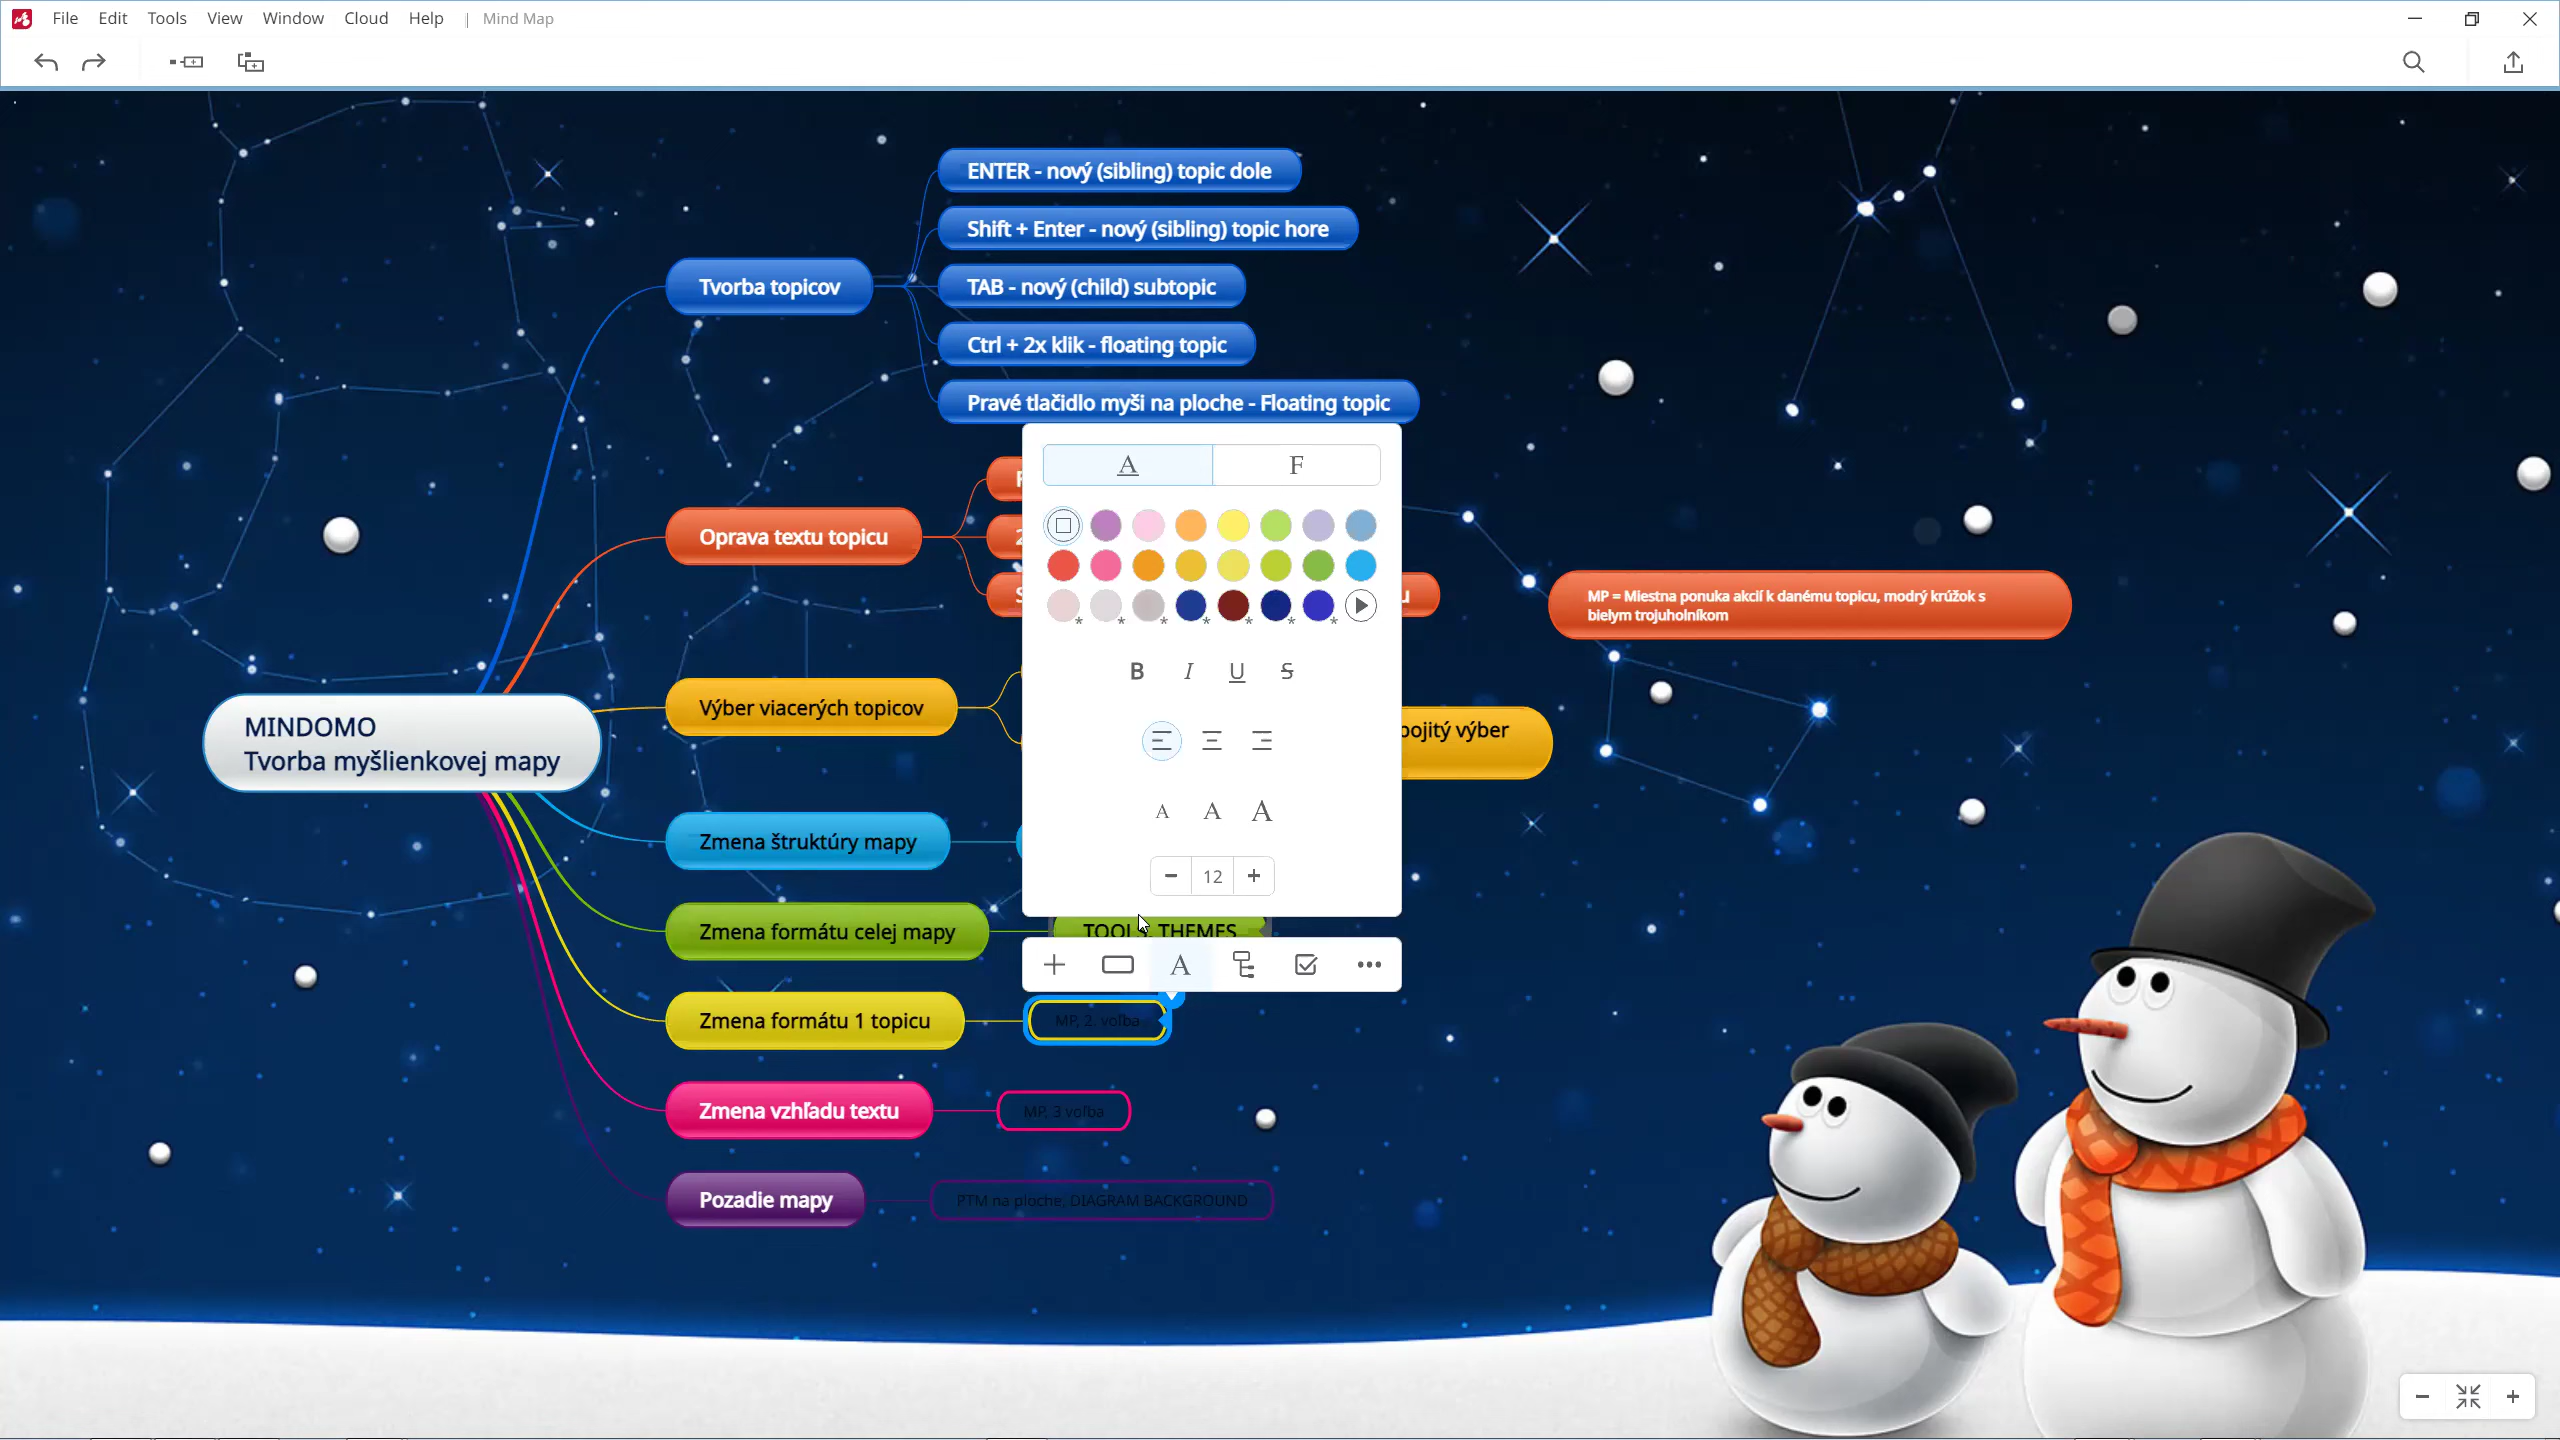 File Edit Tools View Window Cloud Help | Mind Map
ENTER - nový (sibling) topic dole
Shift + Enter - nový (sibling) topic hore
Tvorba topicov
TAB - nový (child) subtopic
Ctrl + 2x klik - floating topic
Pravé tlačidlo myši na ploche - Floating topic
A F
Oprava textu topicu
MP = Miestna ponuka akcií k danému topicu, modrý krúžok s
bielym trojuholníkom
B I U S
Výber viacerých topicov
pojitý výber
MINDOMO
Tvorba myšlienkovej mapy
A A A
Zmena štruktúry mapy
− 12 +
Zmena formátu celej mapy
TOOLS, THEMES
A
Zmena formátu 1 topicu
MP, 2. voľba
Zmena vzhľadu textu
MP, 3 voľba
Pozadie mapy
PTM na ploche, DIAGRAM BACKGROUND